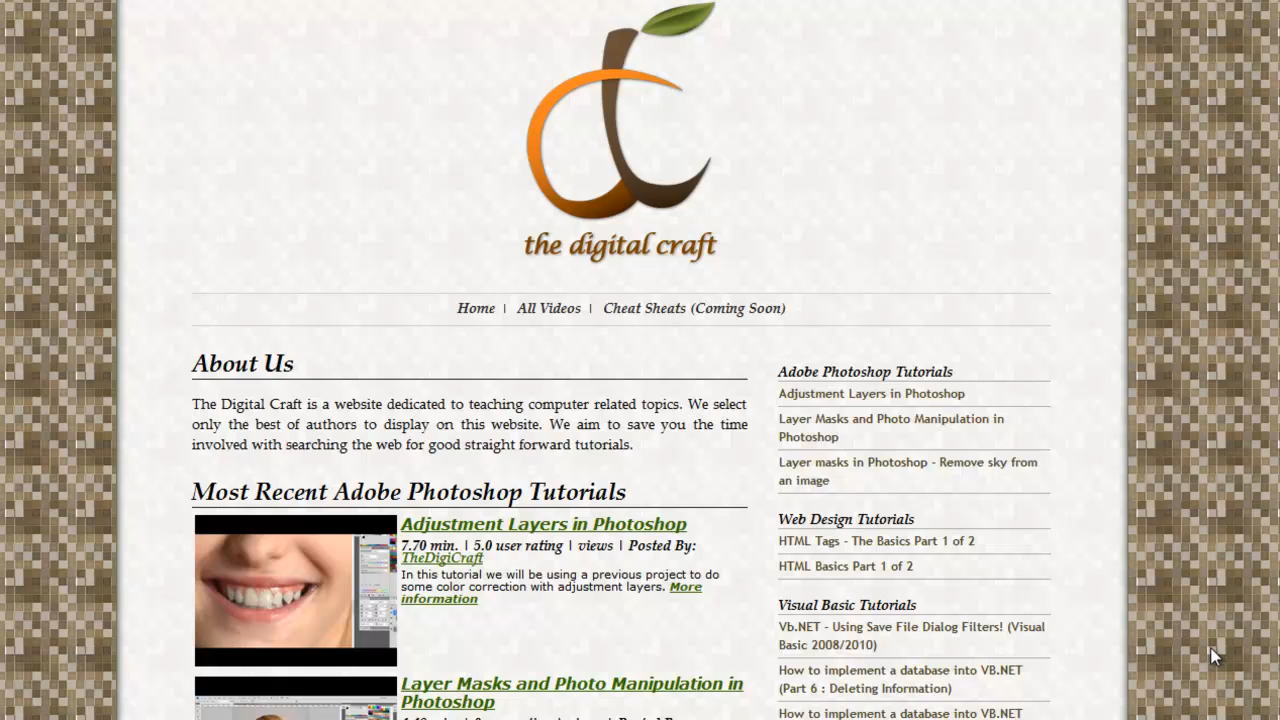 the digital craft
Home | All Videos | Cheat Sheats (Coming Soon)
About Us
The Digital Craft is a website dedicated to teaching computer related topics. We select
only the best of authors to display on this website. We aim to save you the time
involved with searching the web for good straight forward tutorials.
Most Recent Adobe Photoshop Tutorials
Adjustment Layers in Photoshop
7.70 min. | 5.0 user rating | views | Posted By:
TheDigiCraft
In this tutorial we will be using a previous project to do
some color correction with adjustment layers. More
information
Layer Masks and Photo Manipulation in
Photoshop
Adobe Photoshop Tutorials
Adjustment Layers in Photoshop
Layer Masks and Photo Manipulation in
Photoshop
Layer masks in Photoshop - Remove sky from
an image
Web Design Tutorials
HTML Tags - The Basics Part 1 of 2
HTML Basics Part 1 of 2
Visual Basic Tutorials
Vb.NET - Using Save File Dialog Filters! (Visual
Basic 2008/2010)
How to implement a database into VB.NET
(Part 6 : Deleting Information)
How to implement a database into VB.NET